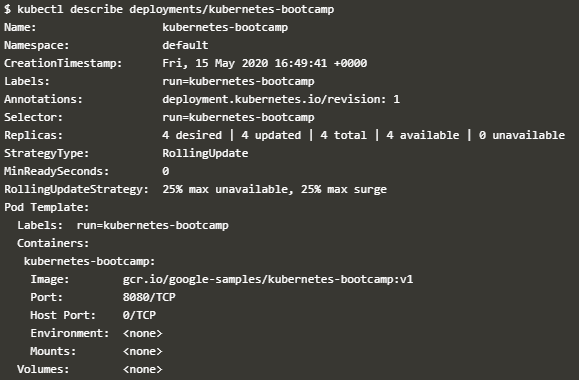 $ kubectl describe deployments/kubernetes-bootcamp
Name:                   kubernetes-bootcamp
Namespace:              default
CreationTimestamp:      Fri, 15 May 2020 16:49:41 +0000
Labels:                 run=kubernetes-bootcamp
Annotations:            deployment.kubernetes.io/revision: 1
Selector:               run=kubernetes-bootcamp
Replicas:               4 desired | 4 updated | 4 total | 4 available | 0 unavailable
StrategyType:           RollingUpdate
MinReadySeconds:        0
RollingUpdateStrategy:  25% max unavailable, 25% max surge
Pod Template:
  Labels:  run=kubernetes-bootcamp
  Containers:
   kubernetes-bootcamp:
    Image:        gcr.io/google-samples/kubernetes-bootcamp:v1
    Port:         8080/TCP
    Host Port:    0/TCP
    Environment:  <none>
    Mounts:       <none>
  Volumes:        <none>